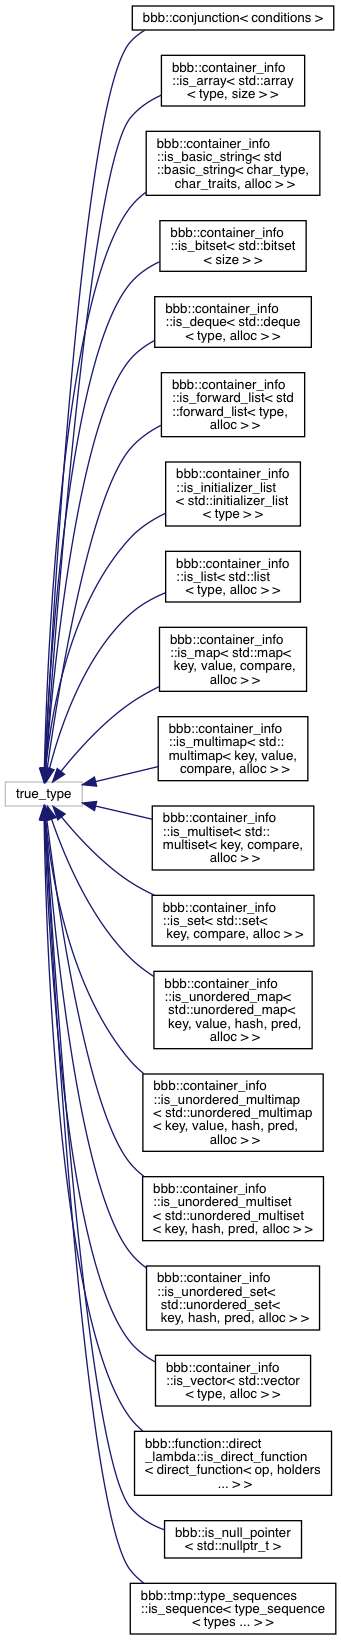 bbb::conjunction< conditions >
bbb::container_info
::is_array< std::array
< type, size > >
bbb::container_info
::is_basic_string< std
::basic_string< char_type,
char_traits, alloc > >
bbb::container_info
::is_bitset< std::bitset
< size > >
bbb::container_info
::is_deque< std::deque
< type, alloc > >
bbb::container_info
::is_forward_list< std
::forward_list< type,
alloc > >
bbb::container_info
::is_initializer_list
< std::initializer_list
< type > >
bbb::container_info
::is_list< std::list
< type, alloc > >
bbb::container_info
::is_map< std::map<
key, value, compare,
alloc > >
bbb::container_info
::is_multimap< std::
multimap< key, value,
compare, alloc > >
true_type
bbb::container_info
::is_multiset< std::
multiset< key, compare,
alloc > >
bbb::container_info
::is_set< std::set<
key, compare, alloc > >
bbb::container_info
::is_unordered_map<
std::unordered_map<
key, value, hash, pred,
alloc > >
bbb::container_info
::is_unordered_multimap
< std::unordered_multimap
< key, value, hash, pred,
alloc > >
bbb::container_info
::is_unordered_multiset
< std::unordered_multiset
< key, hash, pred, alloc > >
bbb::container_info
::is_unordered_set<
std::unordered_set<
key, hash, pred, alloc > >
bbb::container_info
::is_vector< std::vector
< type, alloc > >
bbb::function::direct
_lambda::is_direct_function
< direct_function< op, holders
... > >
bbb::is_null_pointer
< std::nullptr_t >
bbb::tmp::type_sequences
::is_sequence< type_sequence
< types ... > >